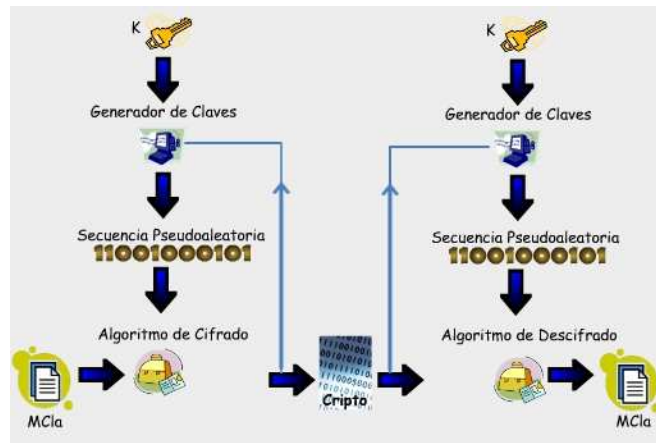 K
Generador de Claves
Secuencia Pseudoaleatoria
11001000101
Algoritmo de Cifrado
MCla
Cripto
K
Generador de Claves
Secuencia Pseudoaleatoria
11001000101
Algoritmo de Descifrado
MCla